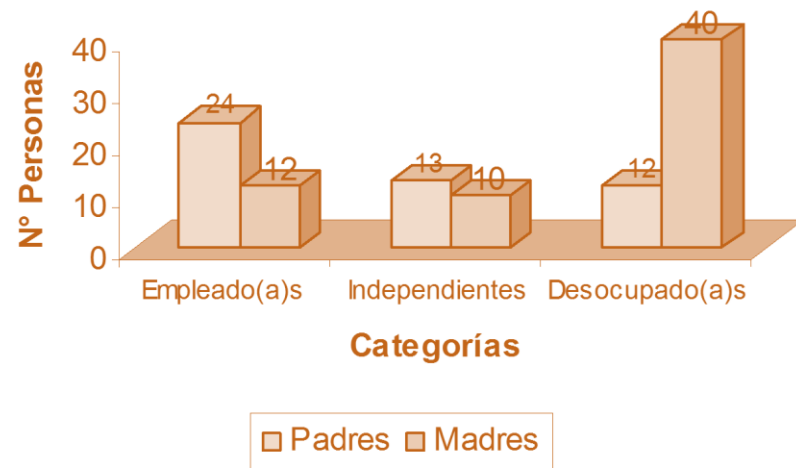 N° Personas
40
30
20
10
0
24
12
13
10
12
40
Empleado(a)s
Independientes
Desocupado(a)s
Categorías
Padres
Madres